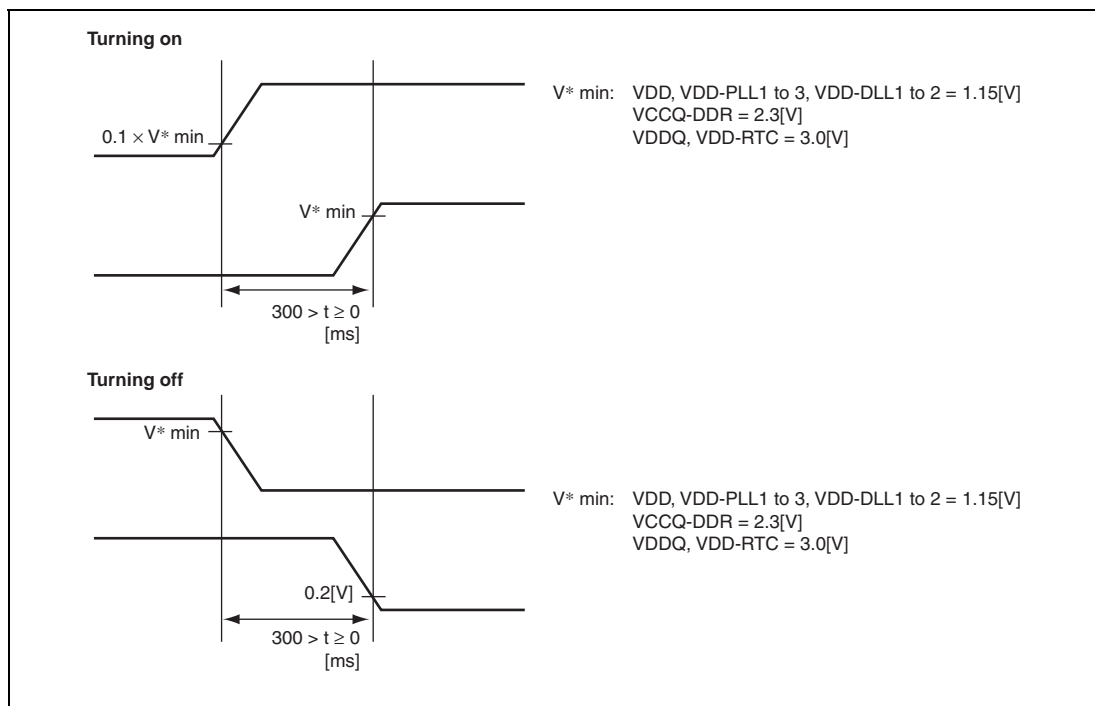 Turning on
0.1 × V* min
V* min
300 > t ≥ 0
[ms]
V* min: VDD, VDD-PLL1 to 3, VDD-DLL1 to 2 = 1.15[V]
VCCQ-DDR = 2.3[V]
VDDQ, VDD-RTC = 3.0[V]
Turning off
V* min
0.2[V]
300 > t ≥ 0
[ms]
V* min: VDD, VDD-PLL1 to 3, VDD-DLL1 to 2 = 1.15[V]
VCCQ-DDR = 2.3[V]
VDDQ, VDD-RTC = 3.0[V]